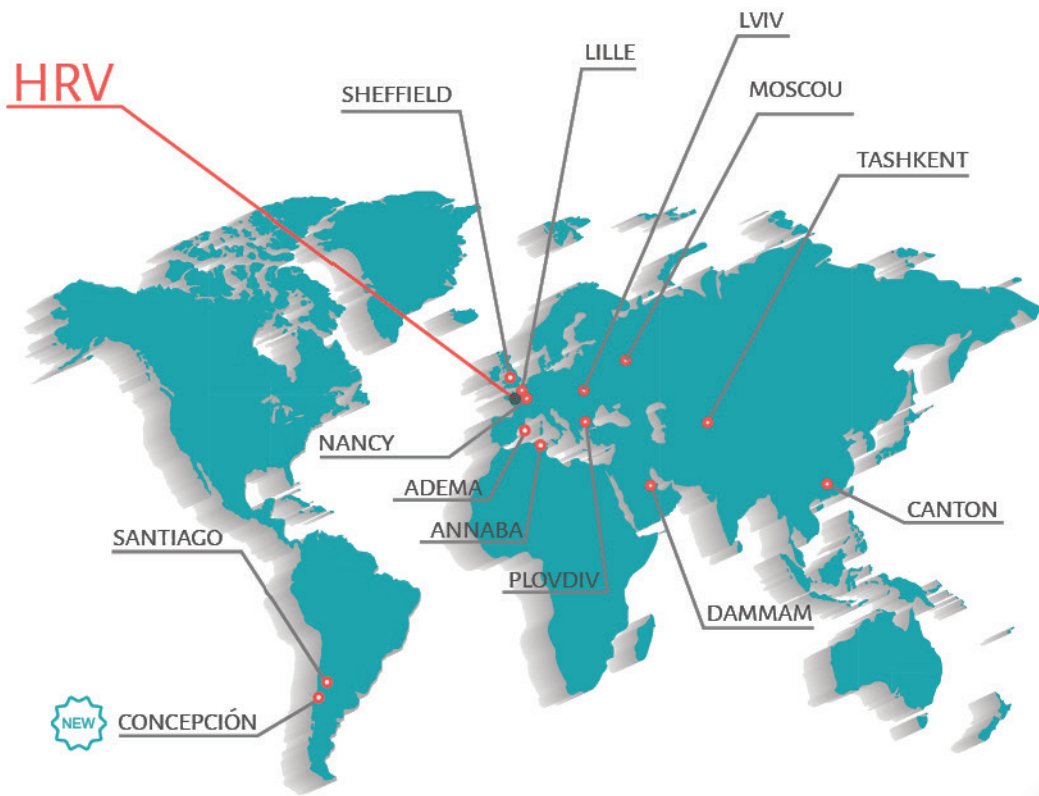 LVIV
LILLE
HRV
SHEFFIELD
MOSCOU
TASHKENT
NANCY
ADEMA
CANTON
ANNABA
SANTIAGO
PLOVDIV
DAMMAM
NEW
CONCEPCIÓN